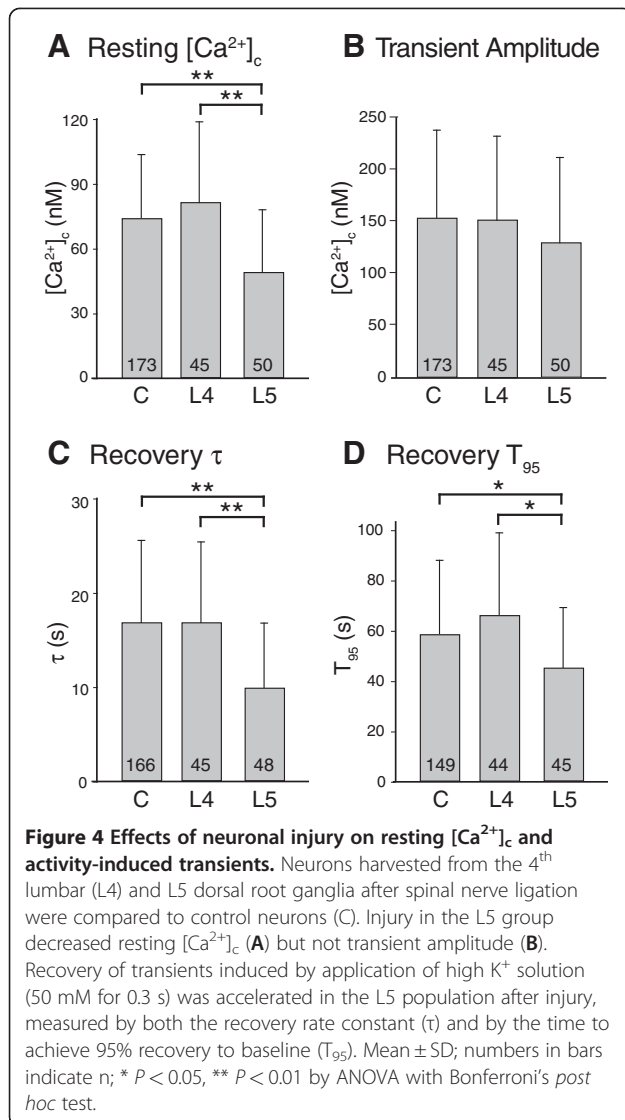 A Resting [Ca²⁺]c
**
**
[Ca²⁺]c (nM)
120
90
60
30
0
173 45 50
C L4 L5
B Transient Amplitude
[Ca²⁺]c (nM)
250
200
150
100
50
0
173 45 50
C L4 L5
C Recovery τ
**
**
τ (s)
30
20
10
0
166 45 48
C L4 L5
D Recovery T₉₅
*
*
T₉₅ (s)
100
80
60
40
20
0
149 44 45
C L4 L5
Figure 4 Effects of neuronal injury on resting [Ca²⁺]c and
activity-induced transients. Neurons harvested from the 4th
lumbar (L4) and L5 dorsal root ganglia after spinal nerve ligation
were compared to control neurons (C). Injury in the L5 group
decreased resting [Ca²⁺]c (A) but not transient amplitude (B).
Recovery of transients induced by application of high K⁺ solution
(50 mM for 0.3 s) was accelerated in the L5 population after injury,
measured by both the recovery rate constant (τ) and by the time to
achieve 95% recovery to baseline (T₉₅). Mean ± SD; numbers in bars
indicate n; * P < 0.05, ** P < 0.01 by ANOVA with Bonferroni's post
hoc test.